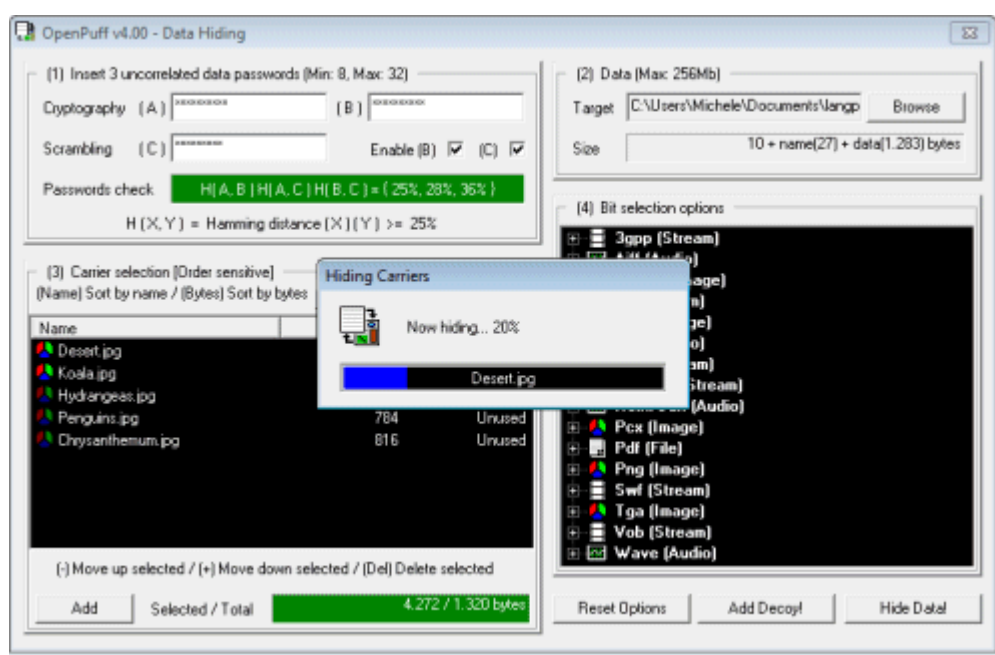 OpenPuff v4.00 - Data Hiding
(1) Insert 3 uncorrelated data passwords (Min: 8, Max: 32)
Cryptography (A) ******** (B) ********
Scrambling (C) ******** Enable (B) (C)
Passwords check H( A, B ) H( A, C ) H( B, C ) = { 25%, 28%, 36% }
H ( X, Y ) = Hamming distance ( X ) ( Y ) >= 25%
(2) Data (Max: 256Mb)
Target C:\Users\Michele\Documents\langp Browse
Size 10 + name(27) + data(1.283) bytes
(3) Carrier selection [Order sensitive]
(Name) Sort by name / (Bytes) Sort by bytes
Name
Desert.jpg
Koala.jpg
Hydrangeas.jpg
Penguins.jpg 784 Unused
Chrysanthemum.jpg 816 Unused
(-) Move up selected / (+) Move down selected / (Del) Delete selected
Add Selected / Total 4.272 / 1.320 bytes
Hiding Carriers
Now hiding... 20%
Desert.jpg
(4) Bit selection options
3gpp (Stream)
(Audio)
Pcx (Image)
Pdf (File)
Png (Image)
Swf (Stream)
Tga (Image)
Vob (Stream)
Wave (Audio)
Reset Options Add Decoy! Hide Data!